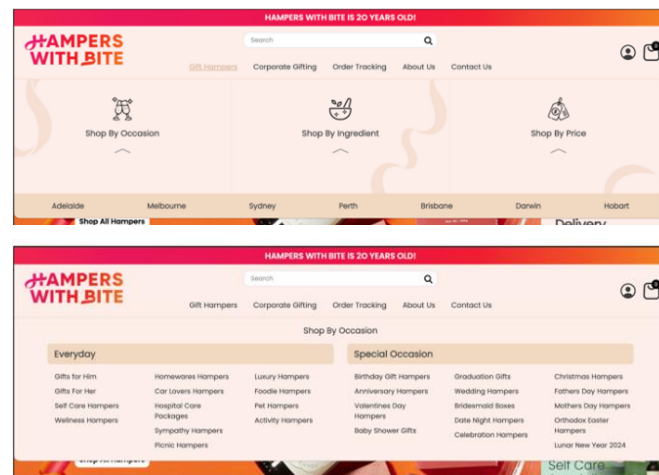 HAMPERS WITH BITE IS 20 YEARS OLD!
HAMPERS
WITH BITE
Search
Gift Hampers Corporate Gifting Order Tracking About Us Contact Us
0
Shop By Occasion Shop By Ingredient Shop By Price
Adelaide Melbourne Sydney Perth Brisbane Darwin Hobart
Shop All Hampers
Delivery
HAMPERS WITH BITE IS 20 YEARS OLD!
HAMPERS
WITH BITE
Search
Gift Hampers Corporate Gifting Order Tracking About Us Contact Us
0
Shop By Occasion
Everyday Special Occasion
Gifts for Him Homewares Hampers Luxury Hampers Birthday Gift Hampers Graduation Gifts Christmas Hampers
Gifts For Her Car Lovers Hampers Foodie Hampers Anniversary Hampers Wedding Hampers Fathers Day Hampers
Self Care Hampers Hospital Care Pet Hampers Valentines Day Bridesmaid Boxes Mothers Day Hampers
Packages Hampers
Wellness Hampers Activity Hampers Date Night Hampers Orthodox Easter
Sympathy Hampers Baby Shower Gifts Hampers
Celebration Hampers
Picnic Hampers Lunar New Year 2024
Shop All Hampers
Self Care